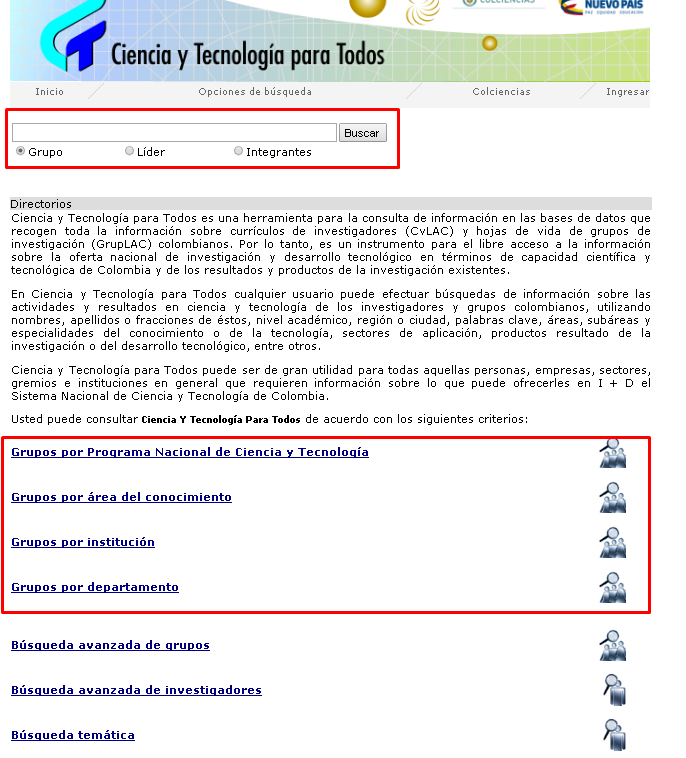 COLCIENCIAS
NUEVO PAÍS
PAZ EQUIDAD EDUCACIÓN
Ciencia y Tecnología para Todos
Inicio
Opciones de búsqueda
Colciencias
Ingresar
Buscar
Grupo
Líder
Integrantes
Directorios
Ciencia y Tecnología para Todos es una herramienta para la consulta de información en las bases de datos que
recogen toda la información sobre currículos de investigadores (CvLAC) y hojas de vida de grupos de
investigación (GrupLAC) colombianos. Por lo tanto, es un instrumento para el libre acceso a la información
sobre la oferta nacional de investigación y desarrollo tecnológico en términos de capacidad científica y
tecnológica de Colombia y de los resultados y productos de la investigación existentes.
En Ciencia y Tecnología para Todos cualquier usuario puede efectuar búsquedas de información sobre las
actividades y resultados en ciencia y tecnología de los investigadores y grupos colombianos, utilizando
nombres, apellidos o fracciones de éstos, nivel académico, región o ciudad, palabras clave, áreas, subáreas y
especialidades del conocimiento o de la tecnología, sectores de aplicación, productos resultado de la
investigación o del desarrollo tecnológico, entre otros.
Ciencia y Tecnología para Todos puede ser de gran utilidad para todas aquellas personas, empresas, sectores,
gremios e instituciones en general que requieren información sobre lo que puede ofrecerles en I + D el
Sistema Nacional de Ciencia y Tecnología de Colombia.
Usted puede consultar Ciencia Y Tecnología Para Todos de acuerdo con los siguientes criterios:
Grupos por Programa Nacional de Ciencia y Tecnología
Grupos por área del conocimiento
Grupos por institución
Grupos por departamento
Búsqueda avanzada de grupos
Búsqueda avanzada de investigadores
Búsqueda temática